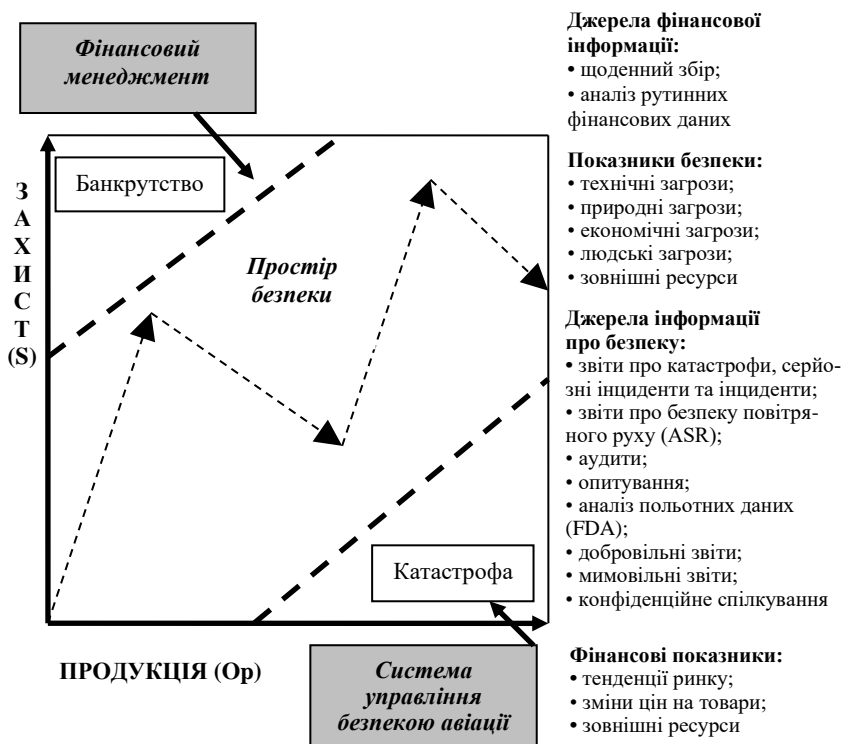 Фінансовий
менеджмент
Банкрутство
З
А
Х
И
С
Т
(S)
Простір
безпеки
Катастрофа
ПРОДУКЦІЯ (Ор)
Система
управління
безпекою авіації
Джерела фінансової
інформації:
• щоденний збір;
• аналіз рутинних
фінансових даних
Показники безпеки:
• технічні загрози;
• природні загрози;
• економічні загрози;
• людські загрози;
• зовнішні ресурси
Джерела інформації
про безпеку:
• звіти про катастрофи, серйо-
зні інциденти та інциденти;
• звіти про безпеку повітря-
ного руху (ASR);
• аудити;
• опитування;
• аналіз польотних даних
(FDA);
• добровільні звіти;
• мимовільні звіти;
• конфіденційне спілкування
Фінансові показники:
• тенденції ринку;
• зміни цін на товари;
• зовнішні ресурси